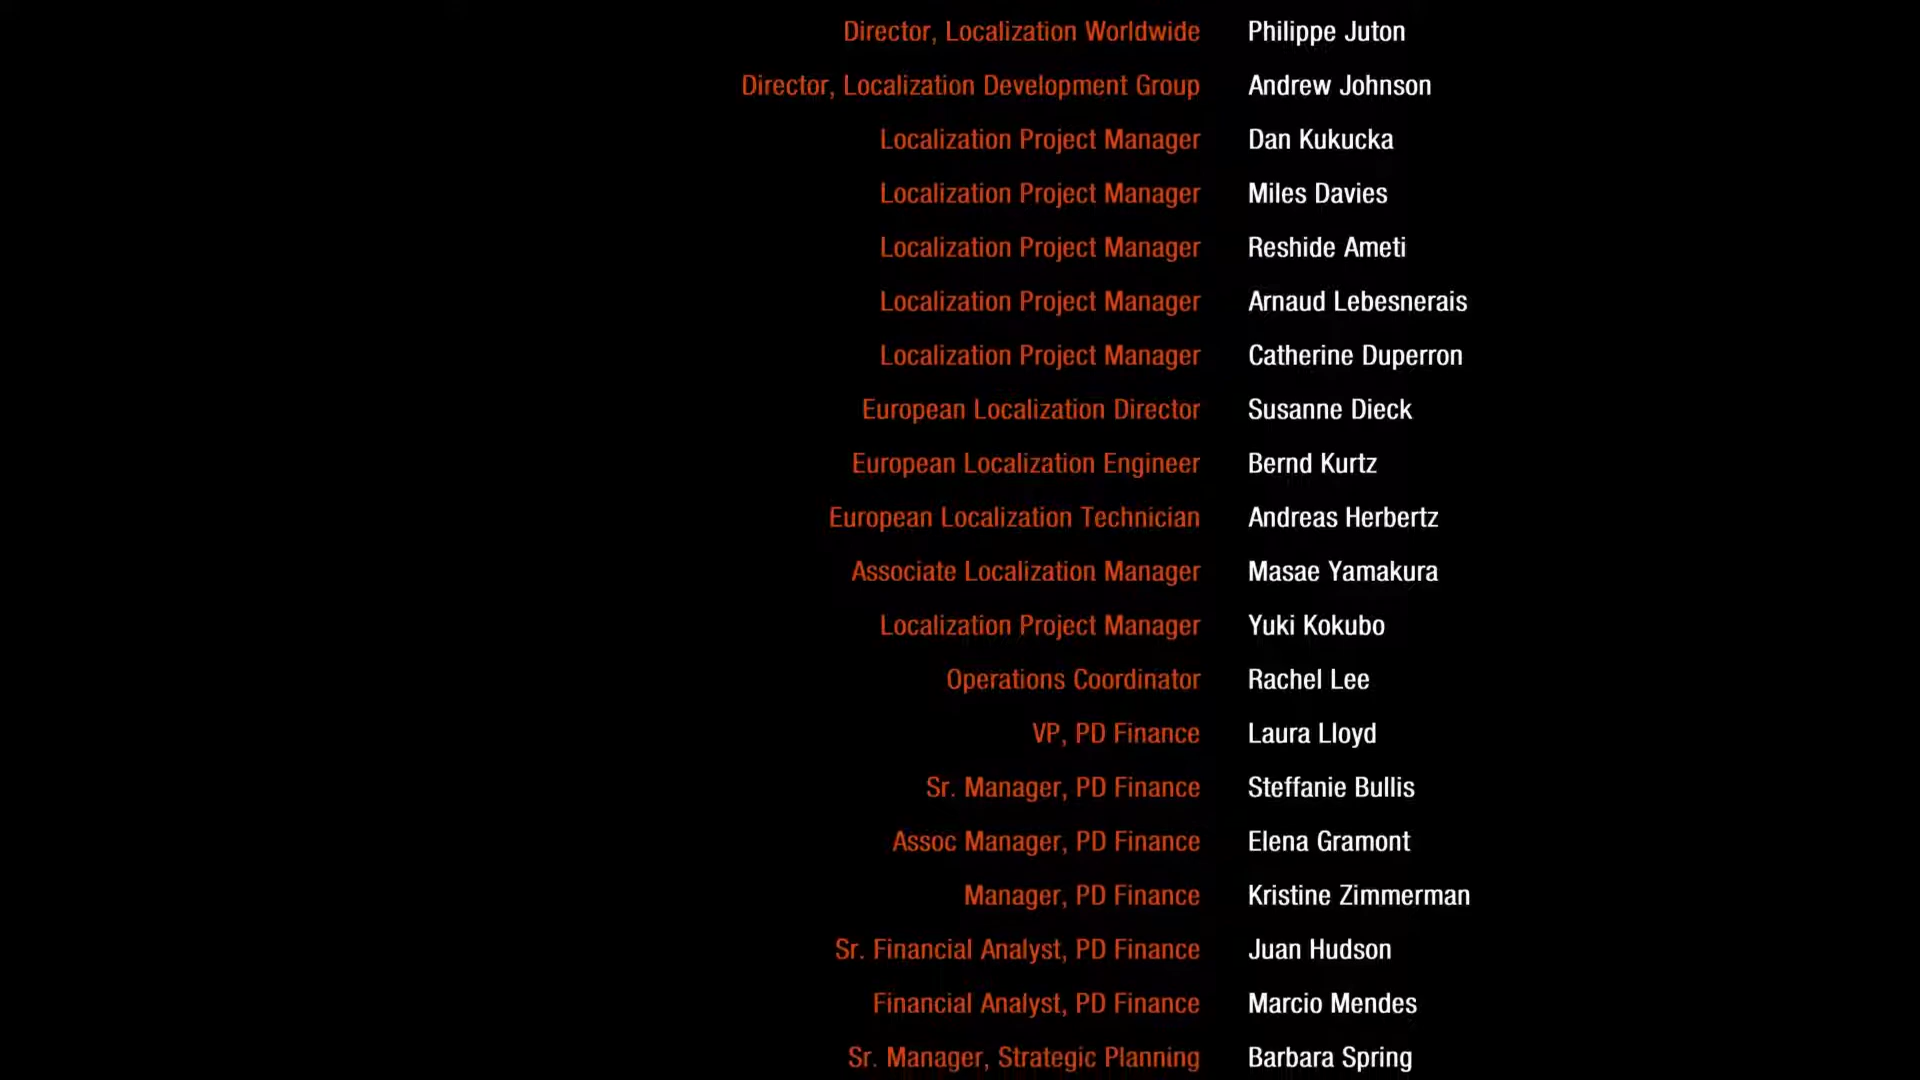 Director, Localization Worldwide Philippe Juton
Director, Localization Development Group Andrew Johnson
Localization Project Manager Dan Kukucka
Localization Project Manager Miles Davies
Localization Project Manager Reshide Ameti
Localization Project Manager Arnaud Lebesnerais
Localization Project Manager Catherine Duperron
European Localization Director Susanne Dieck
European Localization Engineer Bernd Kurtz
European Localization Technician Andreas Herbertz
Associate Localization Manager Masae Yamakura
Localization Project Manager Yuki Kokubo
Operations Coordinator Rachel Lee
VP, PD Finance Laura Lloyd
Sr. Manager, PD Finance Steffanie Bullis
Assoc Manager, PD Finance Elena Gramont
Manager, PD Finance Kristine Zimmerman
Sr. Financial Analyst, PD Finance Juan Hudson
Financial Analyst, PD Finance Marcio Mendes
Sr. Manager, Strategic Planning Barbara Spring